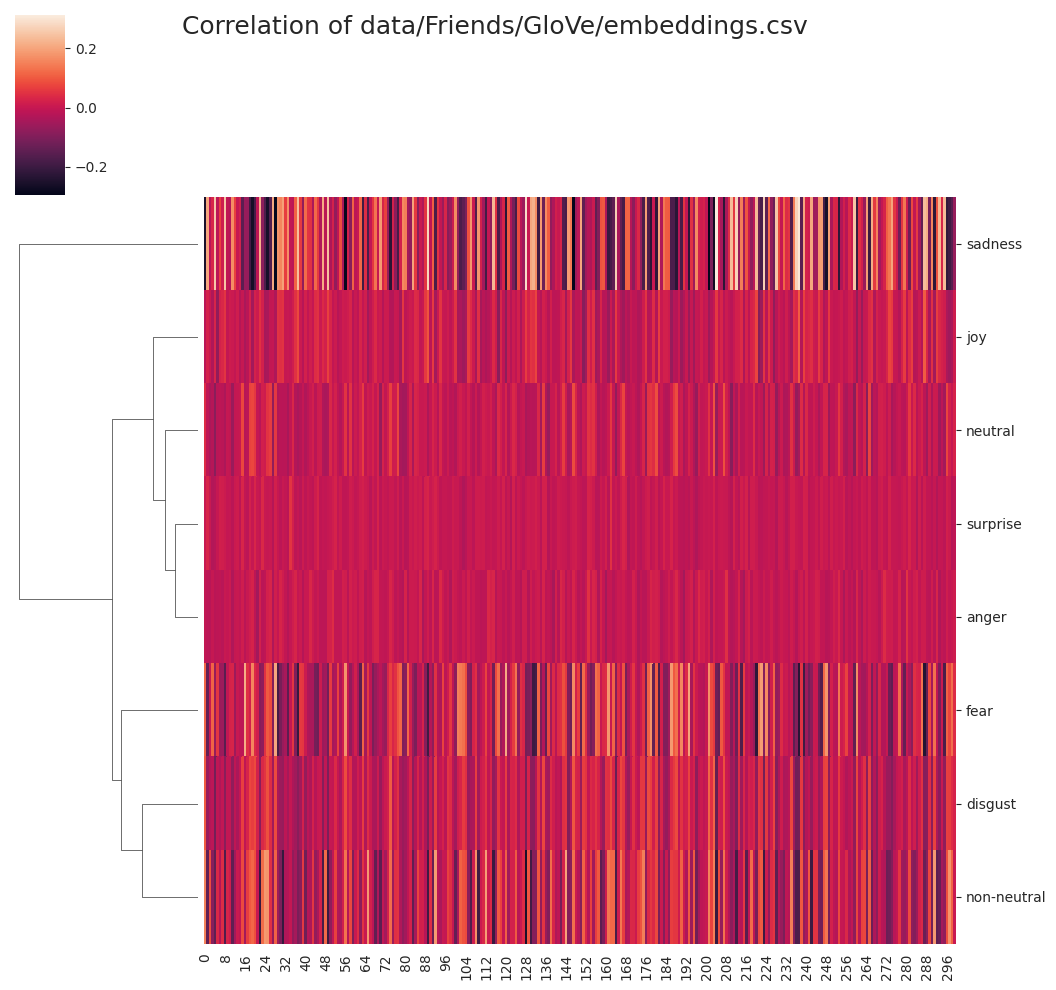 Correlation of data/Friends/GloVe/embeddings.csv
0.2
0.0
−0.2
sadness
joy
neutral
surprise
anger
fear
disgust
non-neutral
0 8 16 24 32 40 48 56 64 72 80 88 96 104 112 120 128 136 144 152 160 168 176 184 192 200 208 216 224 232 240 248 256 264 272 280 288 296